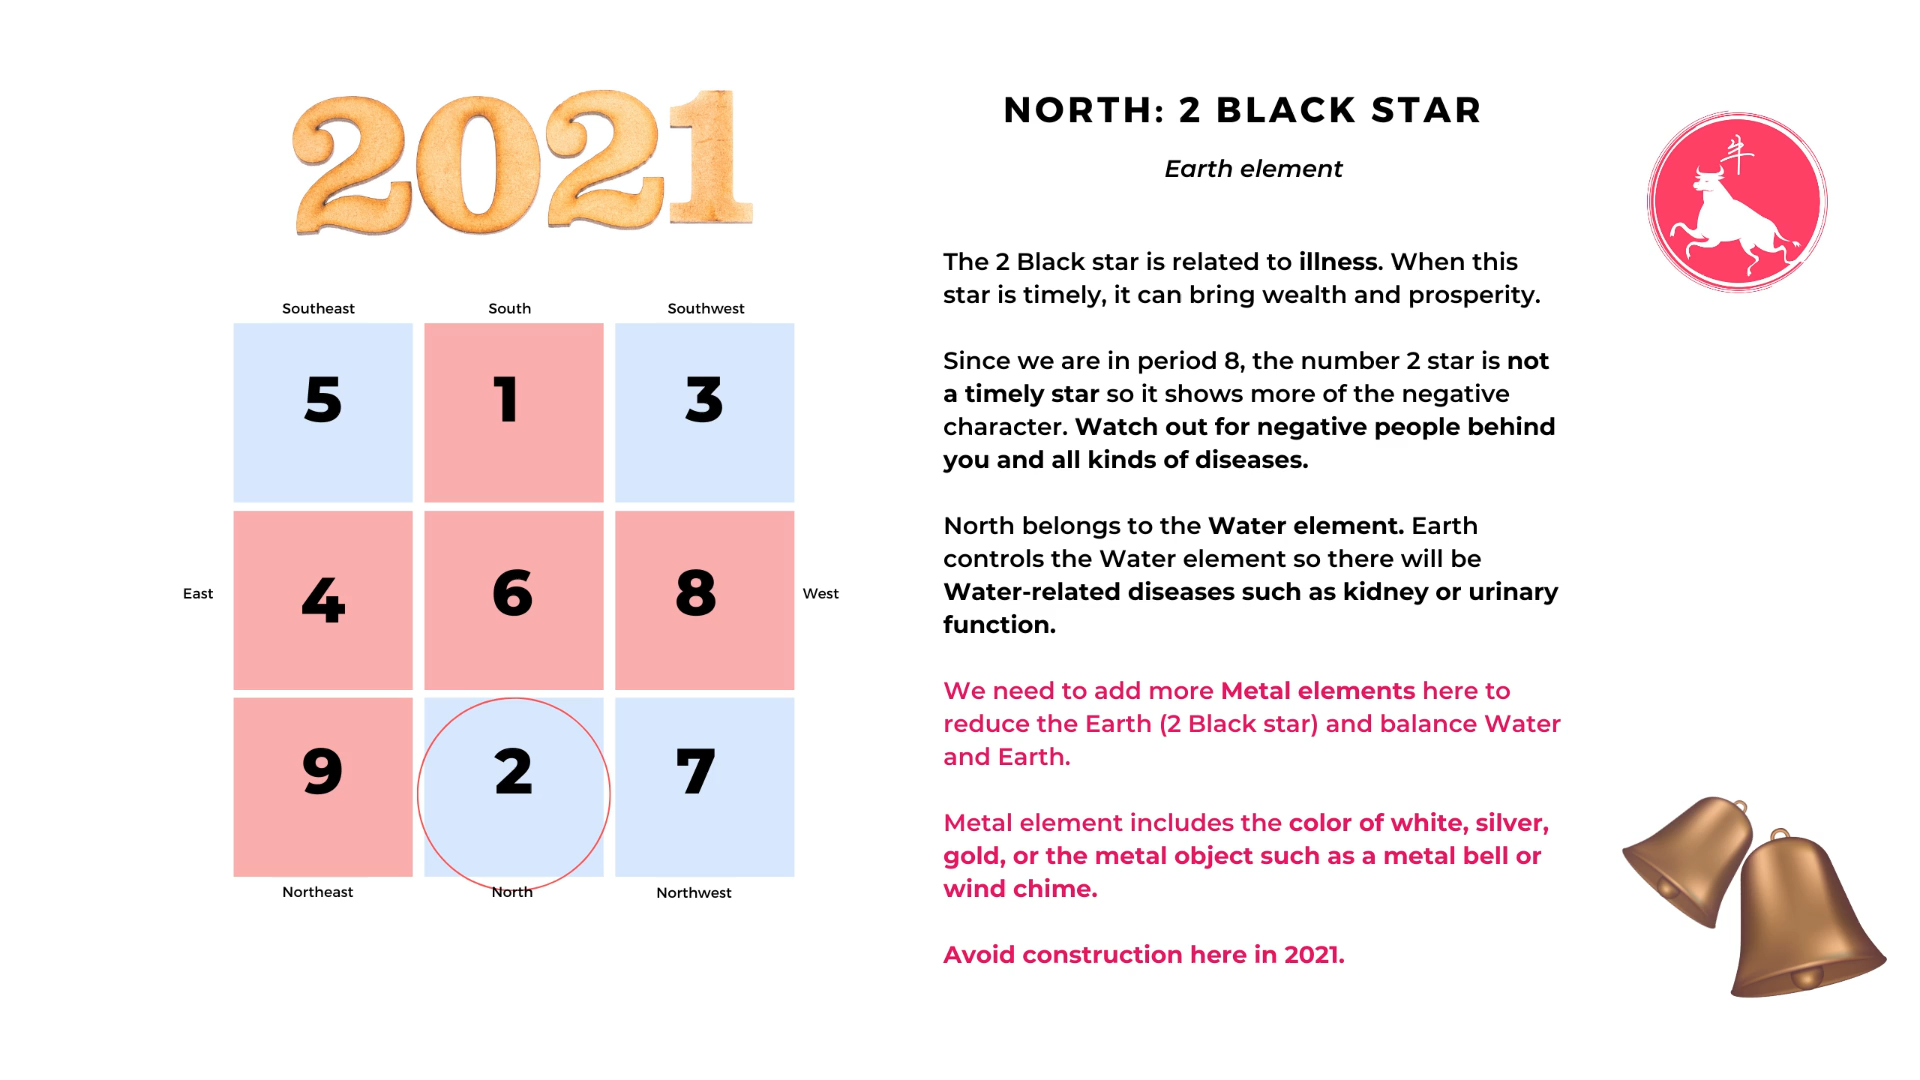 2021
Southeast South Southwest
5 1 3
East 4 6 8 West
9 2 7
Northeast North Northwest
NORTH: 2 BLACK STAR
Earth element
The 2 Black star is related to illness. When this
star is timely, it can bring wealth and prosperity.
Since we are in period 8, the number 2 star is not
a timely star so it shows more of the negative
character. Watch out for negative people behind
you and all kinds of diseases.
North belongs to the Water element. Earth
controls the Water element so there will be
Water-related diseases such as kidney or urinary
function.
We need to add more Metal elements here to
reduce the Earth (2 Black star) and balance Water
and Earth.
Metal element includes the color of white, silver,
gold, or the metal object such as a metal bell or
wind chime.
Avoid construction here in 2021.
牛